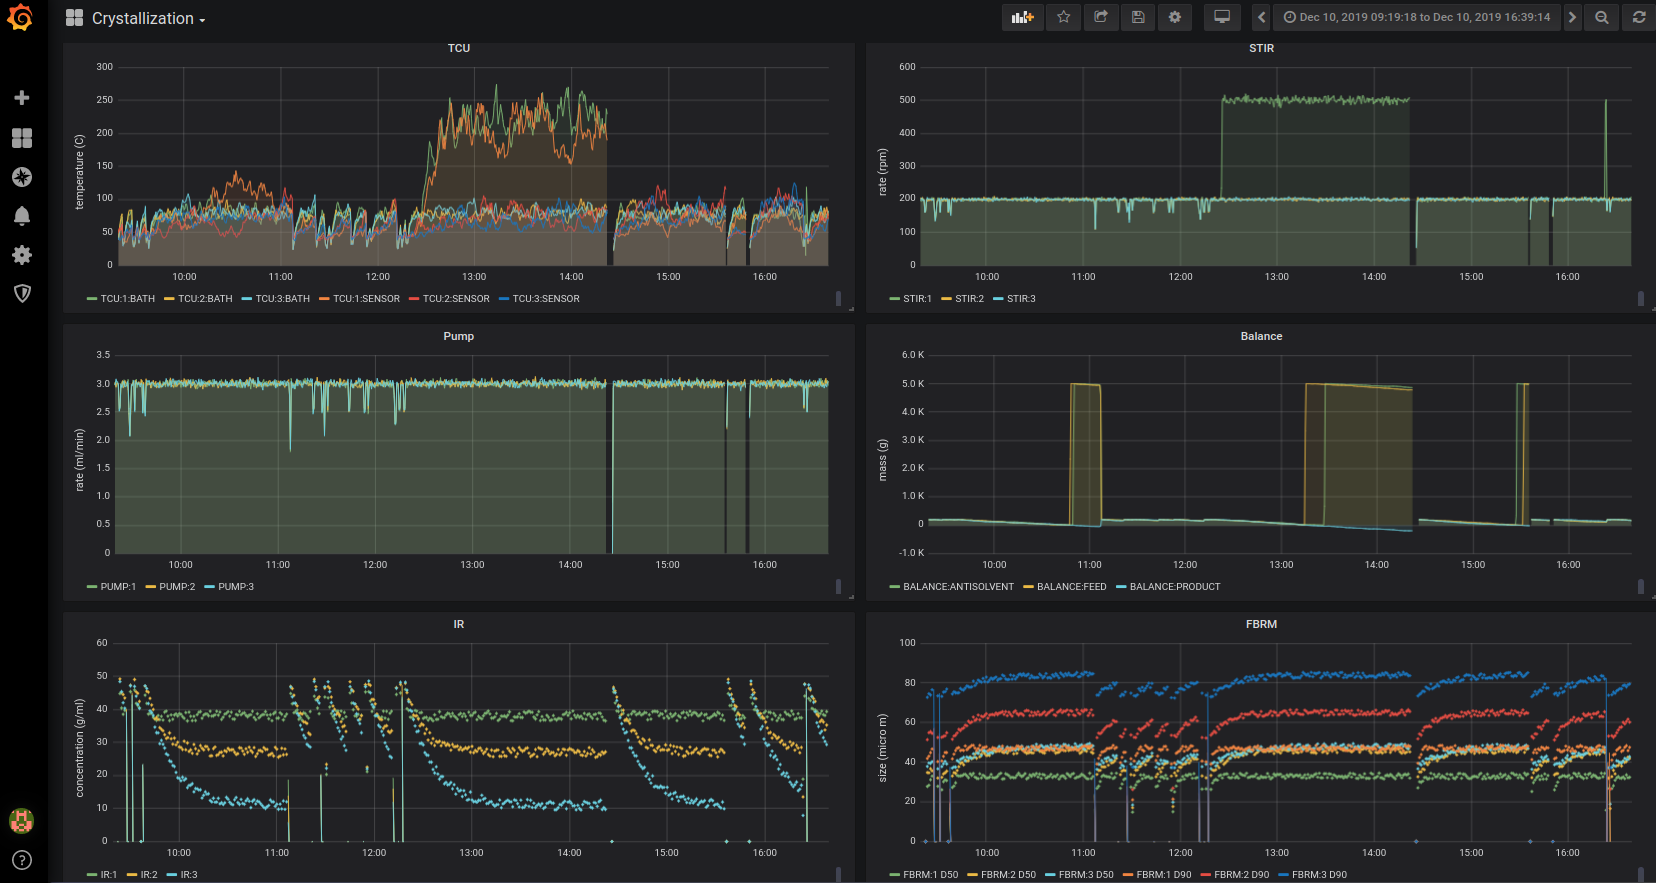 Crystallization
Dec 10, 2019 09:19:18 to Dec 10, 2019 16:39:14
TCU
300
250
200
150
100
50
0
temperature (C)
10:00 11:00 12:00 13:00 14:00 15:00 16:00
TCU:1:BATH TCU:2:BATH TCU:3:BATH TCU:1:SENSOR TCU:2:SENSOR TCU:3:SENSOR
STIR
600
500
400
300
200
100
0
rate (rpm)
10:00 11:00 12:00 13:00 14:00 15:00 16:00
STIR:1 STIR:2 STIR:3
Pump
3.5
3.0
2.5
2.0
1.5
1.0
0.5
0
rate (ml/min)
10:00 11:00 12:00 13:00 14:00 15:00 16:00
PUMP:1 PUMP:2 PUMP:3
Balance
6.0 K
5.0 K
4.0 K
3.0 K
2.0 K
1.0 K
0
-1.0 K
mass (g)
10:00 11:00 12:00 13:00 14:00 15:00 16:00
BALANCE:ANTISOLVENT BALANCE:FEED BALANCE:PRODUCT
IR
60
50
40
30
20
10
0
concentration (g/ml)
10:00 11:00 12:00 13:00 14:00 15:00 16:00
IR:1 IR:2 IR:3
FBRM
100
80
60
40
20
0
size (micro m)
10:00 11:00 12:00 13:00 14:00 15:00 16:00
FBRM:1 D50 FBRM:2 D50 FBRM:3 D50 FBRM:1 D90 FBRM:2 D90 FBRM:3 D90